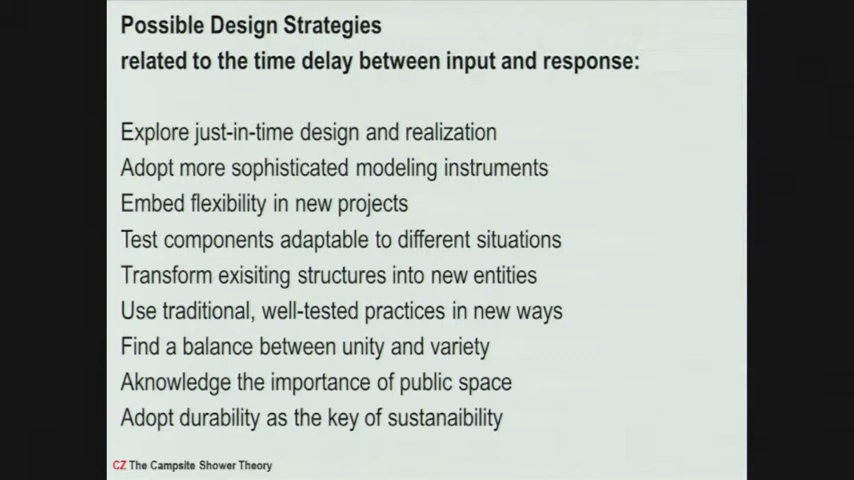 Possible Design Strategies
related to the time delay between input and response:
Explore just-in-time design and realization
Adopt more sophisticated modeling instruments
Embed flexibility in new projects
Test components adaptable to different situations
Transform exisiting structures into new entities
Use traditional, well-tested practices in new ways
Find a balance between unity and variety
Aknowledge the importance of public space
Adopt durability as the key of sustanaibility
CZ The Campsite Shower Theory